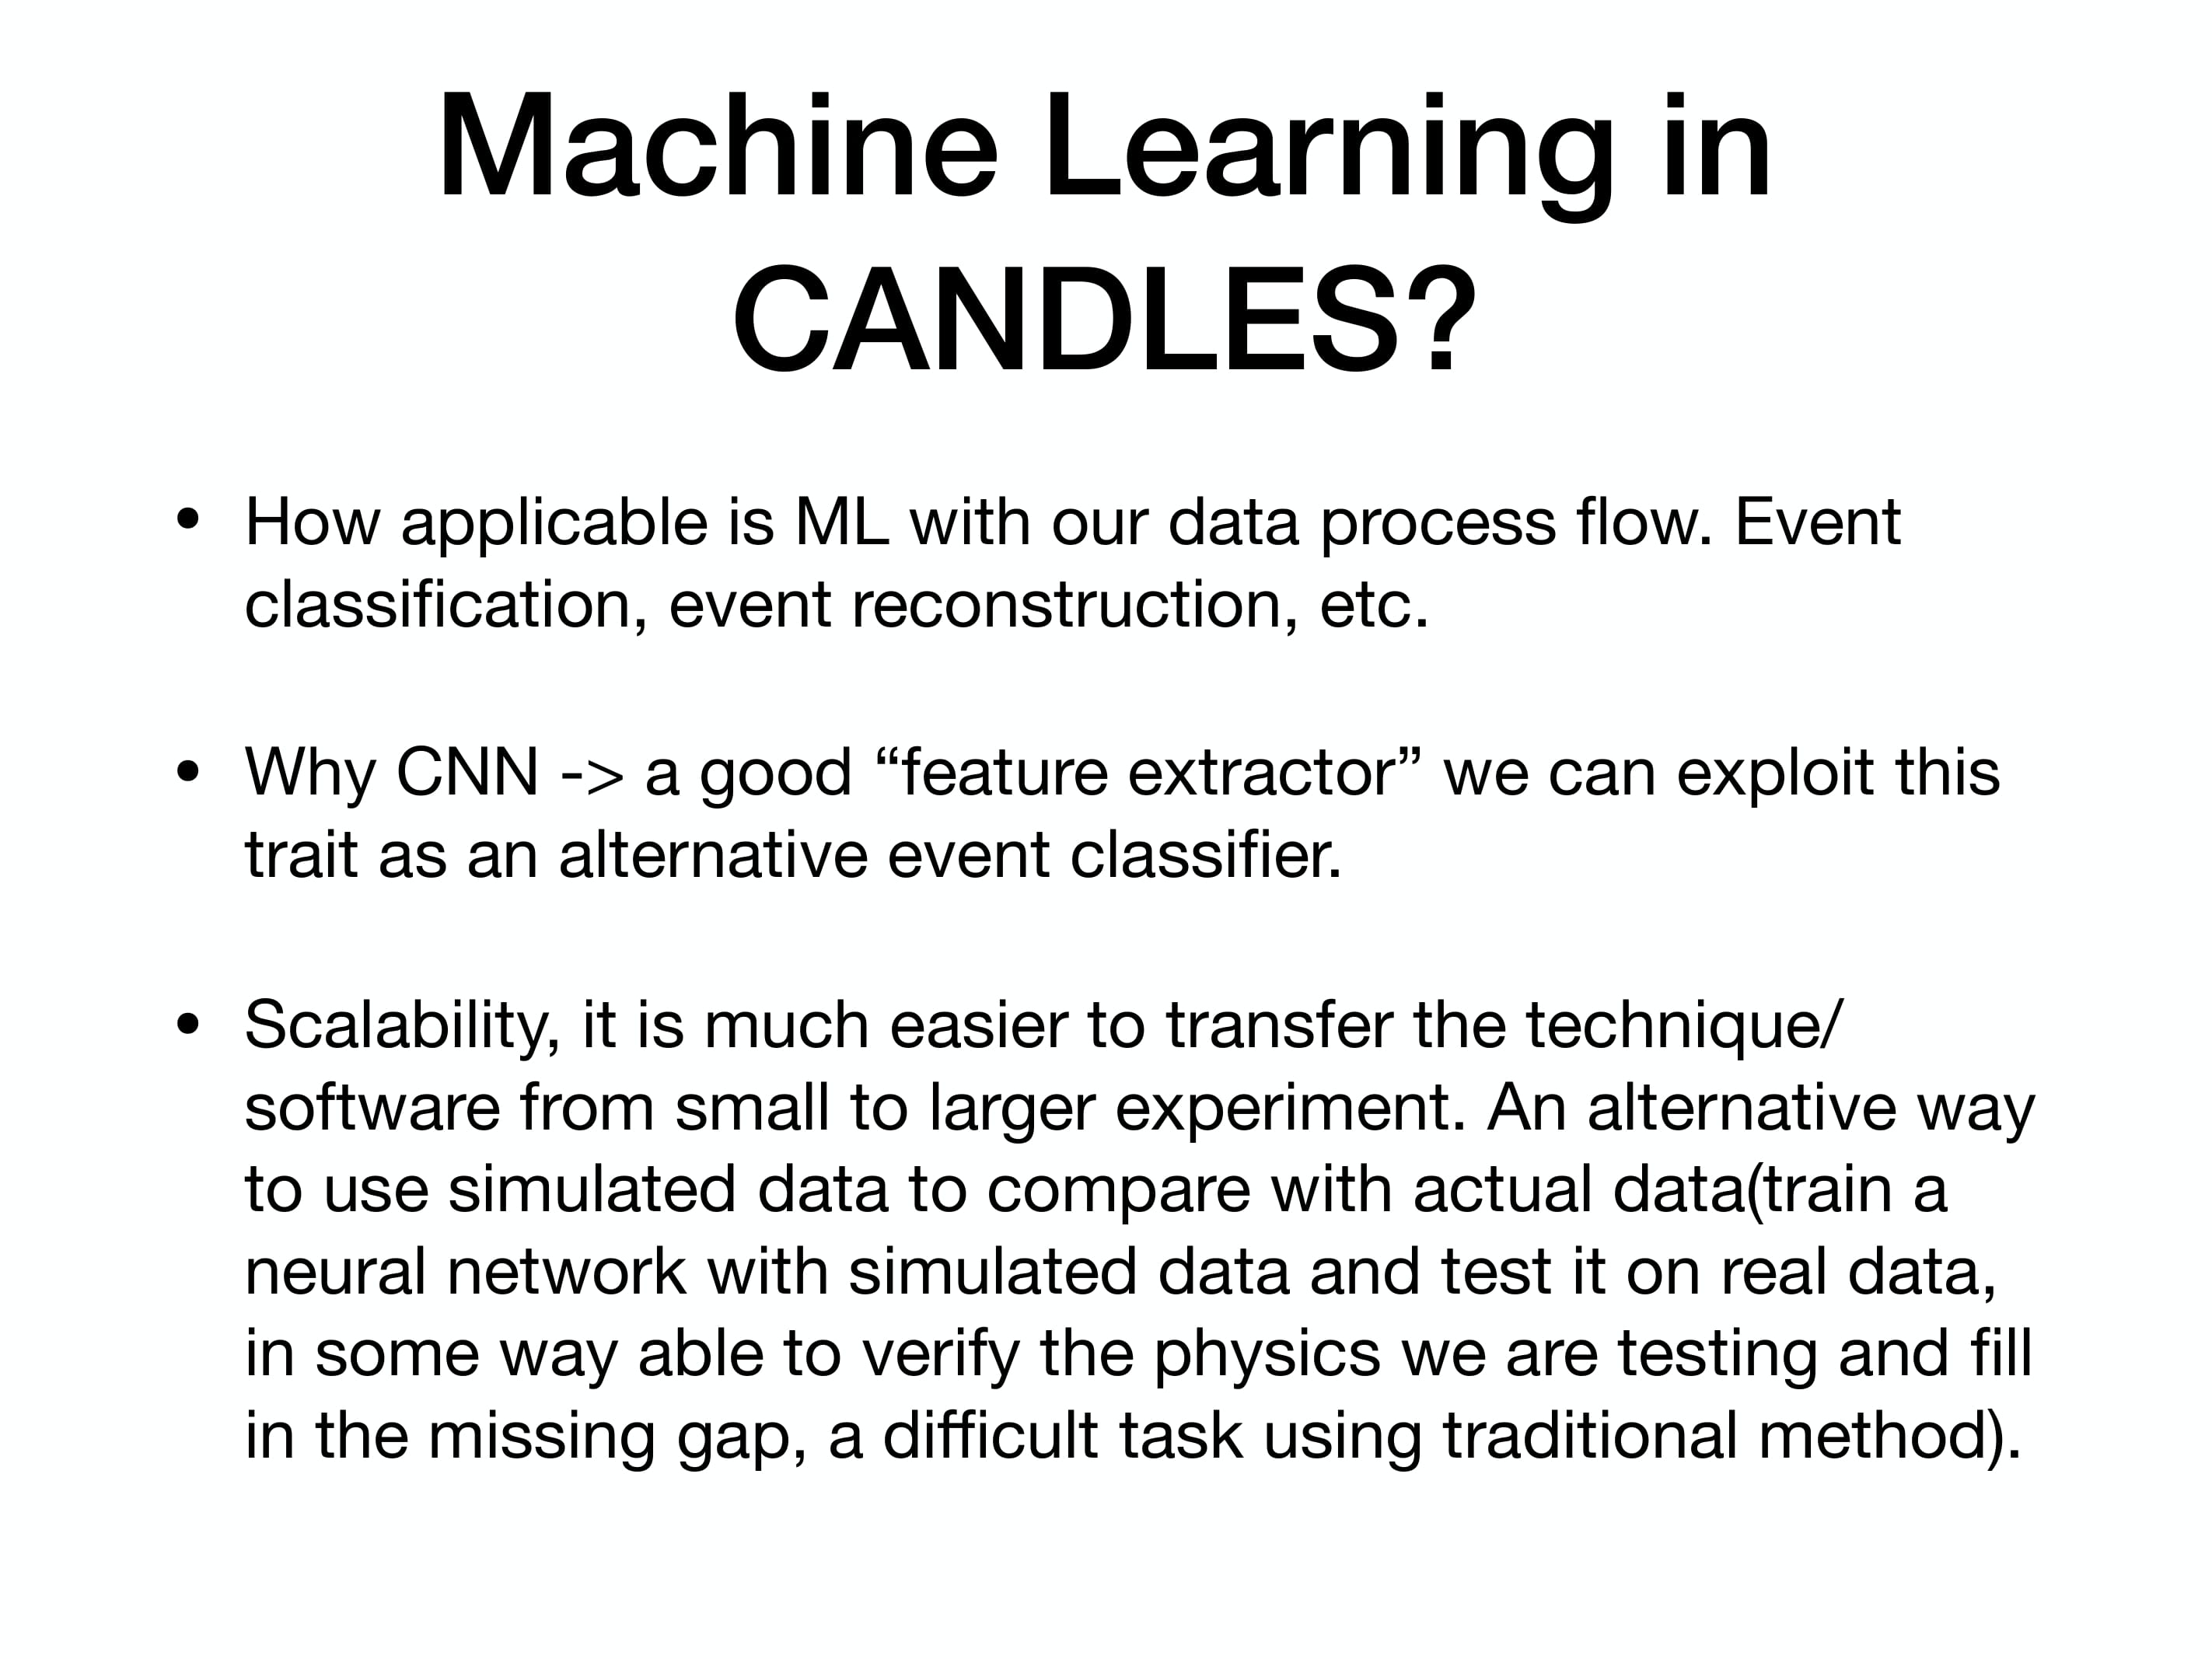 Machine Learning in
CANDLES?
• How applicable is ML with our data process flow. Event
classification, event reconstruction, etc.
• Why CNN -> a good “feature extractor” we can exploit this
trait as an alternative event classifier.
• Scalability, it is much easier to transfer the technique/
software from small to larger experiment. An alternative way
to use simulated data to compare with actual data(train a
neural network with simulated data and test it on real data,
in some way able to verify the physics we are testing and fill
in the missing gap, a difficult task using traditional method).